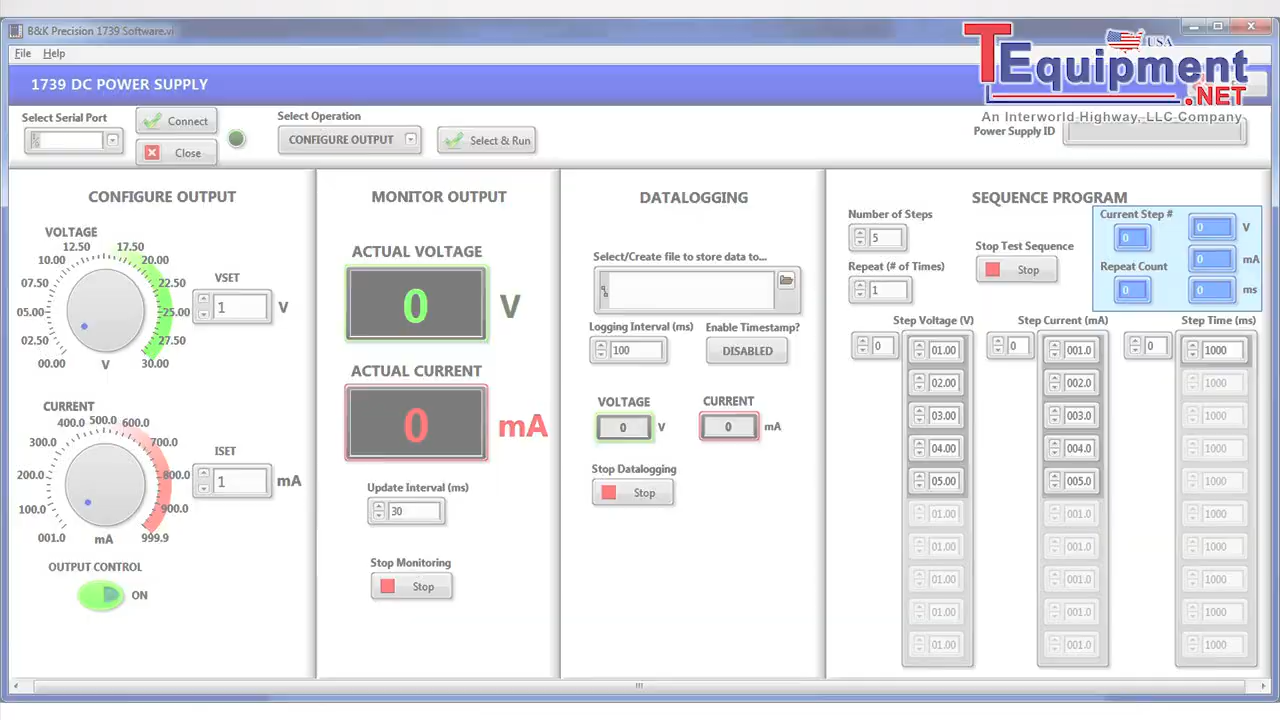 B&K Precision 1739 Software.vi
File Help
1739 DC POWER SUPPLY
TEquipment
USA
.NET
An Interworld Highway, LLC Company
Select Serial Port
Connect
Close
Select Operation
CONFIGURE OUTPUT
Select & Run
Power Supply ID
CONFIGURE OUTPUT
VOLTAGE
12.50 17.50
10.00 20.00
07.50 22.50
05.00 25.00
02.50 27.50
00.00 V 30.00
VSET
1 V
CURRENT
400.0 500.0 600.0
300.0 700.0
200.0 800.0
100.0 900.0
001.0 mA 999.9
ISET
1 mA
OUTPUT CONTROL
ON
MONITOR OUTPUT
ACTUAL VOLTAGE
0 V
ACTUAL CURRENT
0 mA
Update Interval (ms)
30
Stop Monitoring
Stop
DATALOGGING
Select/Create file to store data to...
Logging Interval (ms) Enable Timestamp?
100 DISABLED
VOLTAGE CURRENT
0 V 0 mA
Stop Datalogging
Stop
SEQUENCE PROGRAM
Number of Steps
5
Repeat (# of Times)
1
Stop Test Sequence
Stop
Current Step #
0
Repeat Count
0
0 V
0 mA
0 ms
Step Voltage (V) Step Current (mA) Step Time (ms)
0 01.00 0 001.0 0 1000
02.00 002.0 1000
03.00 003.0 1000
04.00 004.0 1000
05.00 005.0 1000
01.00 001.0 1000
01.00 001.0 1000
01.00 001.0 1000
01.00 001.0 1000
01.00 001.0 1000